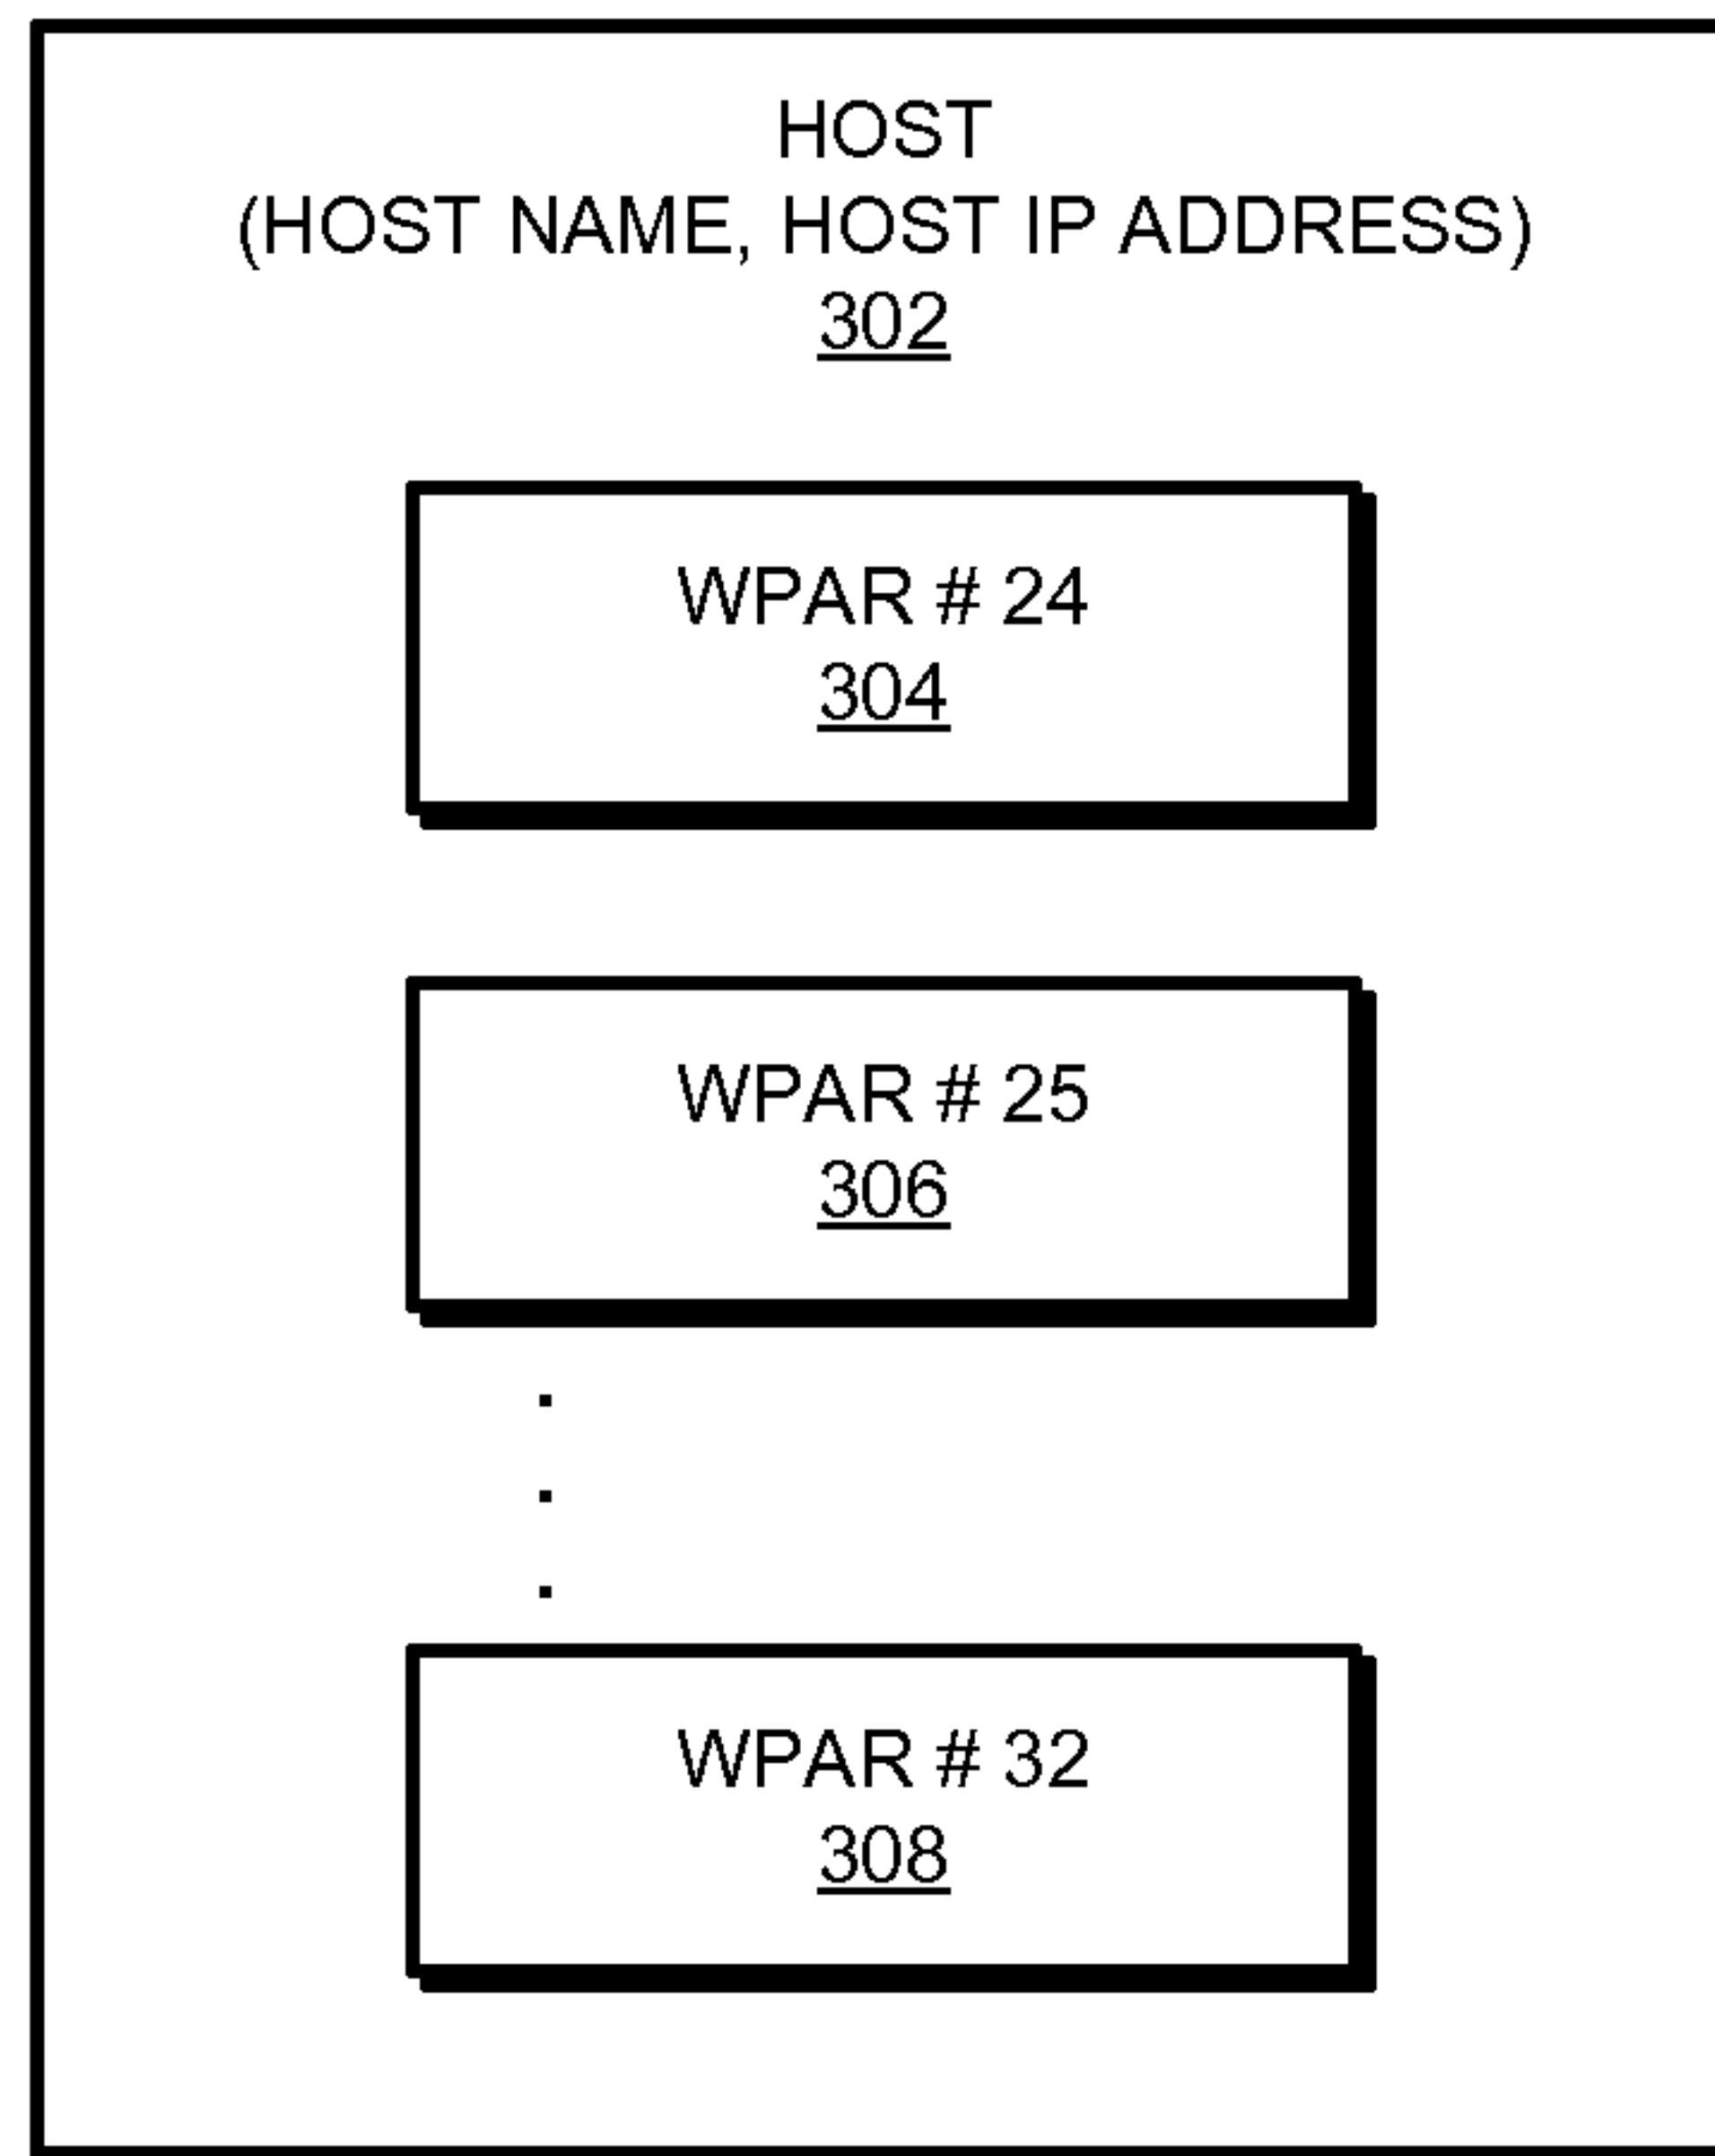 HOST
(HOST NAME, HOST IP ADDRESS)
302
WPAR # 24
304
WPAR # 25
306
.
.
.
WPAR # 32
308